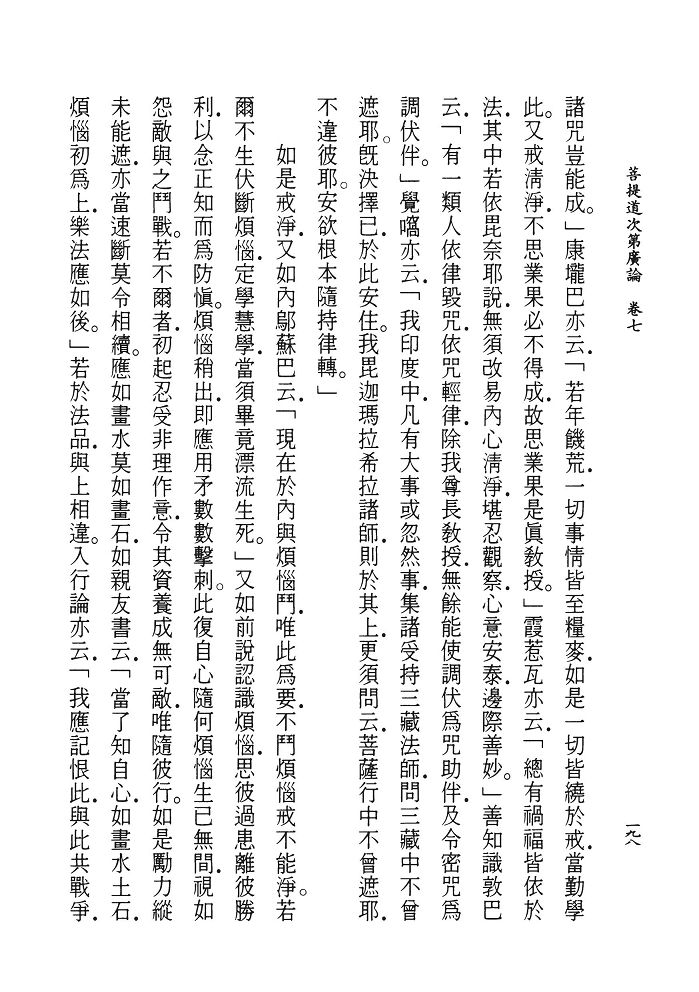 菩提道次第廣論　卷七
一九八
諸咒豈能成。」康壠巴亦云．「若年饑荒．一切事情皆至糧麥．如是一切皆繞於戒．當勤學
此。又戒淸淨．不思業果必不得成．故思業果是眞敎授。」霞惹瓦亦云．「總有禍福皆依於
法．其中若依毘奈耶說．無須改易內心淸淨．堪忍觀察．心意安泰．邊際善妙。」善知識敦巴
云．「有一類人依律毀咒．依咒輕律．除我尊長敎授．無餘能使調伏爲咒助伴．及令密咒爲
調伏伴。」覺嚩亦云．「我印度中．凡有大事或忽然事．集諸受持三藏法師．問三藏中不曾
遮耶。旣決擇已．於此安住。我毘迦瑪拉希拉諸師．則於其上．更須問云．菩薩行中不曾遮耶．
不違彼耶。安欲根本隨持律轉。」
如是戒淨．又如內鄔蘇巴云．「現在於內與煩惱鬥．唯此爲要．不鬥煩惱戒不能淨。若
爾不生伏斷煩惱．定學慧學．當須畢竟漂流生死。」又如前說認識煩惱．思彼過患離彼勝
利．以念正知而爲防愼。煩惱稍出．即應用矛數數擊刺。此復自心隨何煩惱生已無間．視如
怨敵與之鬥戰。若不爾者．初起忍受非理作意．令其資養成無可敵．唯隨彼行。如是勵力縱
未能遮．亦當速斷莫令相續。應如畫水莫如畫石．如親友書云．「當了知自心．如畫水土石．
煩惱初爲上．樂法應如後。」若於法品．與上相違。入行論亦云．「我應記恨此．與此共戰爭．